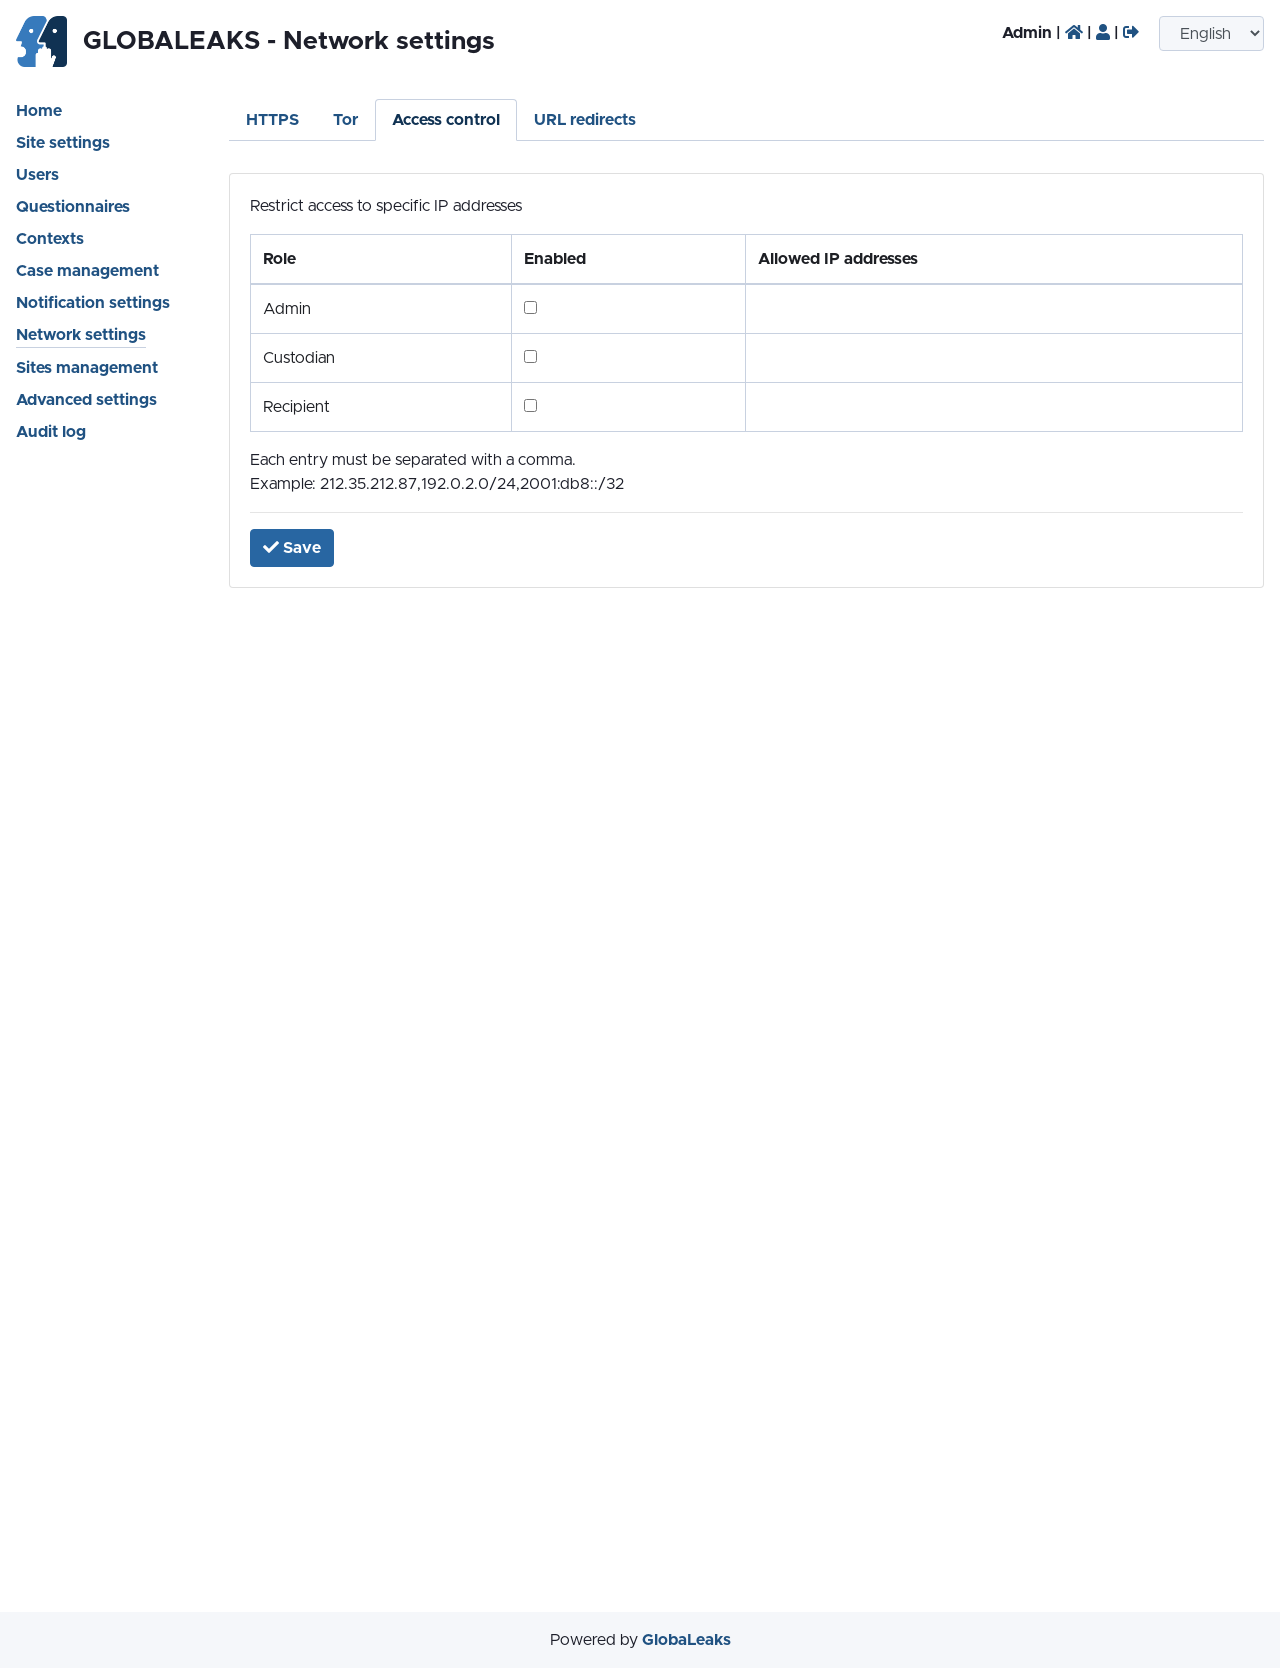 GLOBALEAKS - Network settings
Admin | | |
English
Home
Site settings
Users
Questionnaires
Contexts
Case management
Notification settings
Network settings
Sites management
Advanced settings
Audit log
HTTPS Tor Access control URL redirects
Restrict access to specific IP addresses
Role Enabled Allowed IP addresses
Admin
Custodian
Recipient
Each entry must be separated with a comma.
Example: 212.35.212.87,192.0.2.0/24,2001:db8::/32
Save
Powered by GlobaLeaks